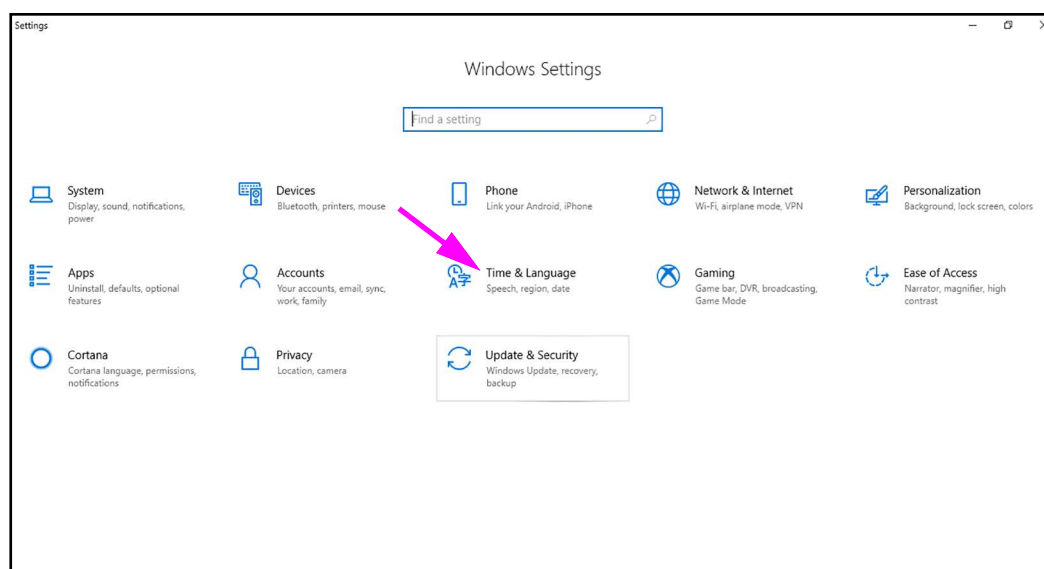 Settings
Windows Settings
Find a setting
System
Display, sound, notifications,
power
Devices
Bluetooth, printers, mouse
Phone
Link your Android, iPhone
Network & Internet
Wi-Fi, airplane mode, VPN
Personalization
Background, lock screen, colors
Apps
Uninstall, defaults, optional
features
Accounts
Your accounts, email, sync,
work, family
Time & Language
Speech, region, date
Gaming
Game bar, DVR, broadcasting,
Game Mode
Ease of Access
Narrator, magnifier, high
contrast
Cortana
Cortana language, permissions,
notifications
Privacy
Location, camera
Update & Security
Windows Update, recovery,
backup